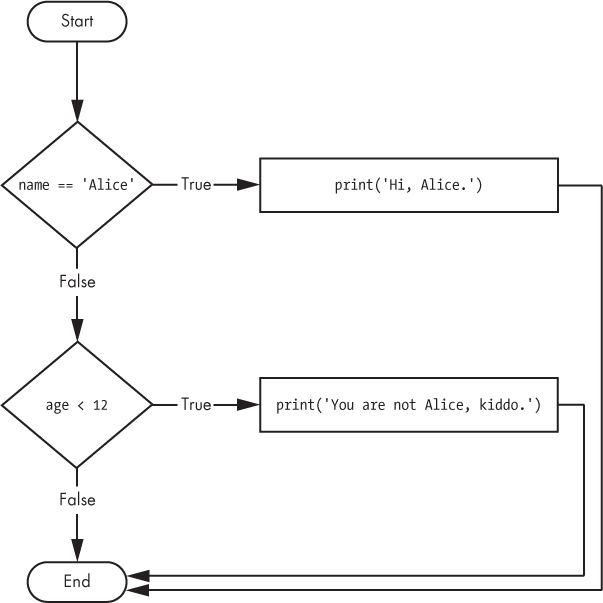 Start
name == 'Alice'
True
print('Hi, Alice.')
False
age < 12
True
print('You are not Alice, kiddo.')
False
End